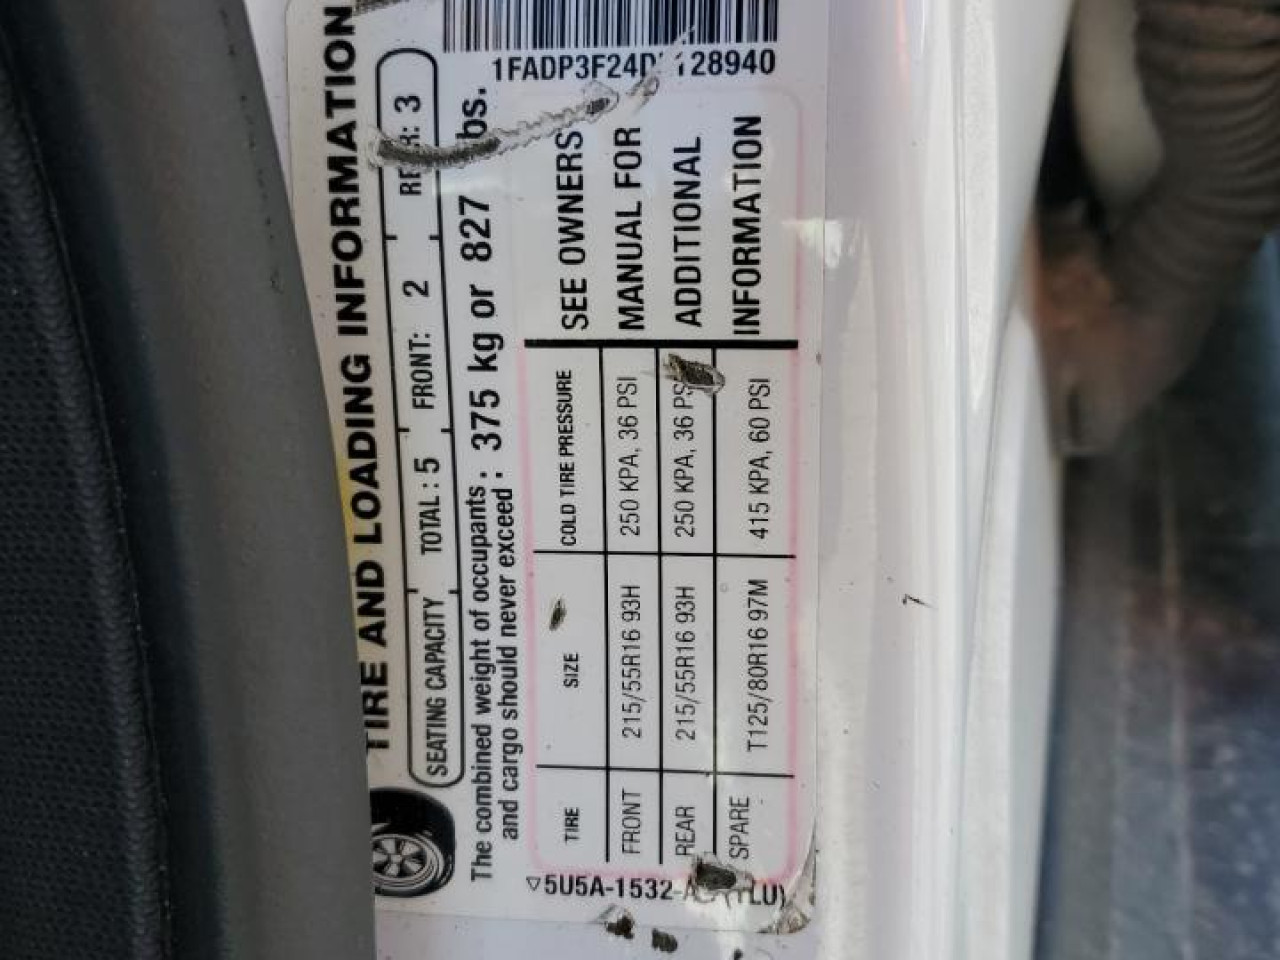 1FADP3F24D 128940
TIRE AND LOADING INFORMATION
SEATING CAPACITY TOTAL : 5 FRONT: 2 REAR: 3
The combined weight of occupants : 375 kg or 827 lbs.
and cargo should never exceed :
TIRE SIZE COLD TIRE PRESSURE
FRONT 215/55R16 93H 250 KPA, 36 PSI
REAR 215/55R16 93H 250 KPA, 36 PSI
SPARE T125/80R16 97M 415 KPA, 60 PSI
SEE OWNERS
MANUAL FOR
ADDITIONAL
INFORMATION
5U5A-1532- (TLU)